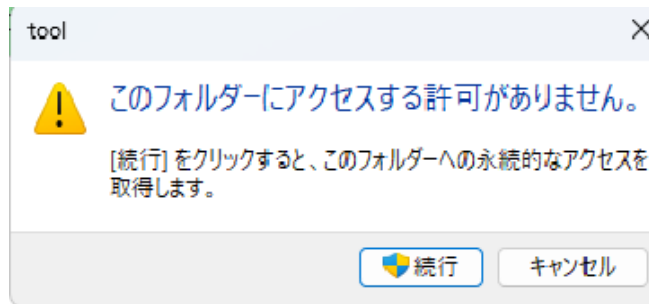 tool
このフォルダーにアクセスする許可がありません。
[続行] をクリックすると、このフォルダーへの永続的なアクセスを
取得します。
続行 キャンセル